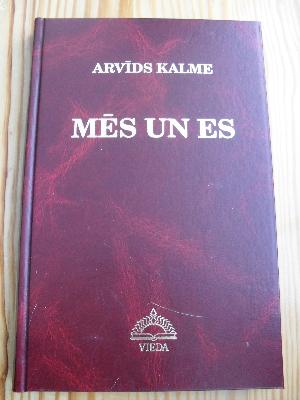 ARVĪDS KALME
MĒS UN ES
VIEDA